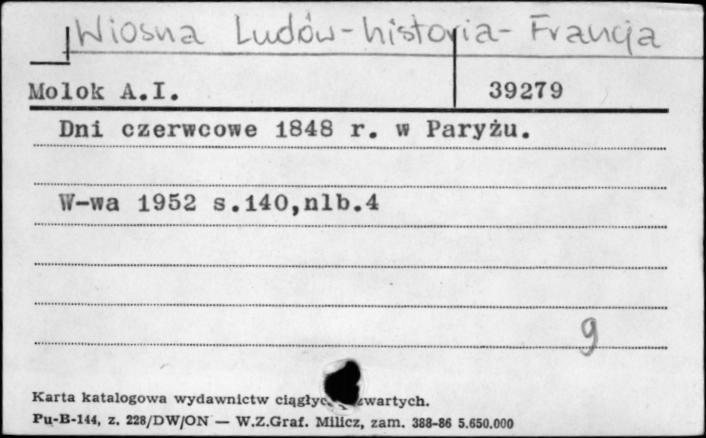 Wiosna Ludów - historia - Francja
Molok A.I. 39279
Dni czerwcowe 1848 r. w Paryżu.
W-wa 1952 s.140,nlb.4
9
Karta katalogowa wydawnictw zwartych.
Pu-B-144, z. 228/DW/ON — W.Z.Graf. Milicz, zam. 388-86 5.650.000